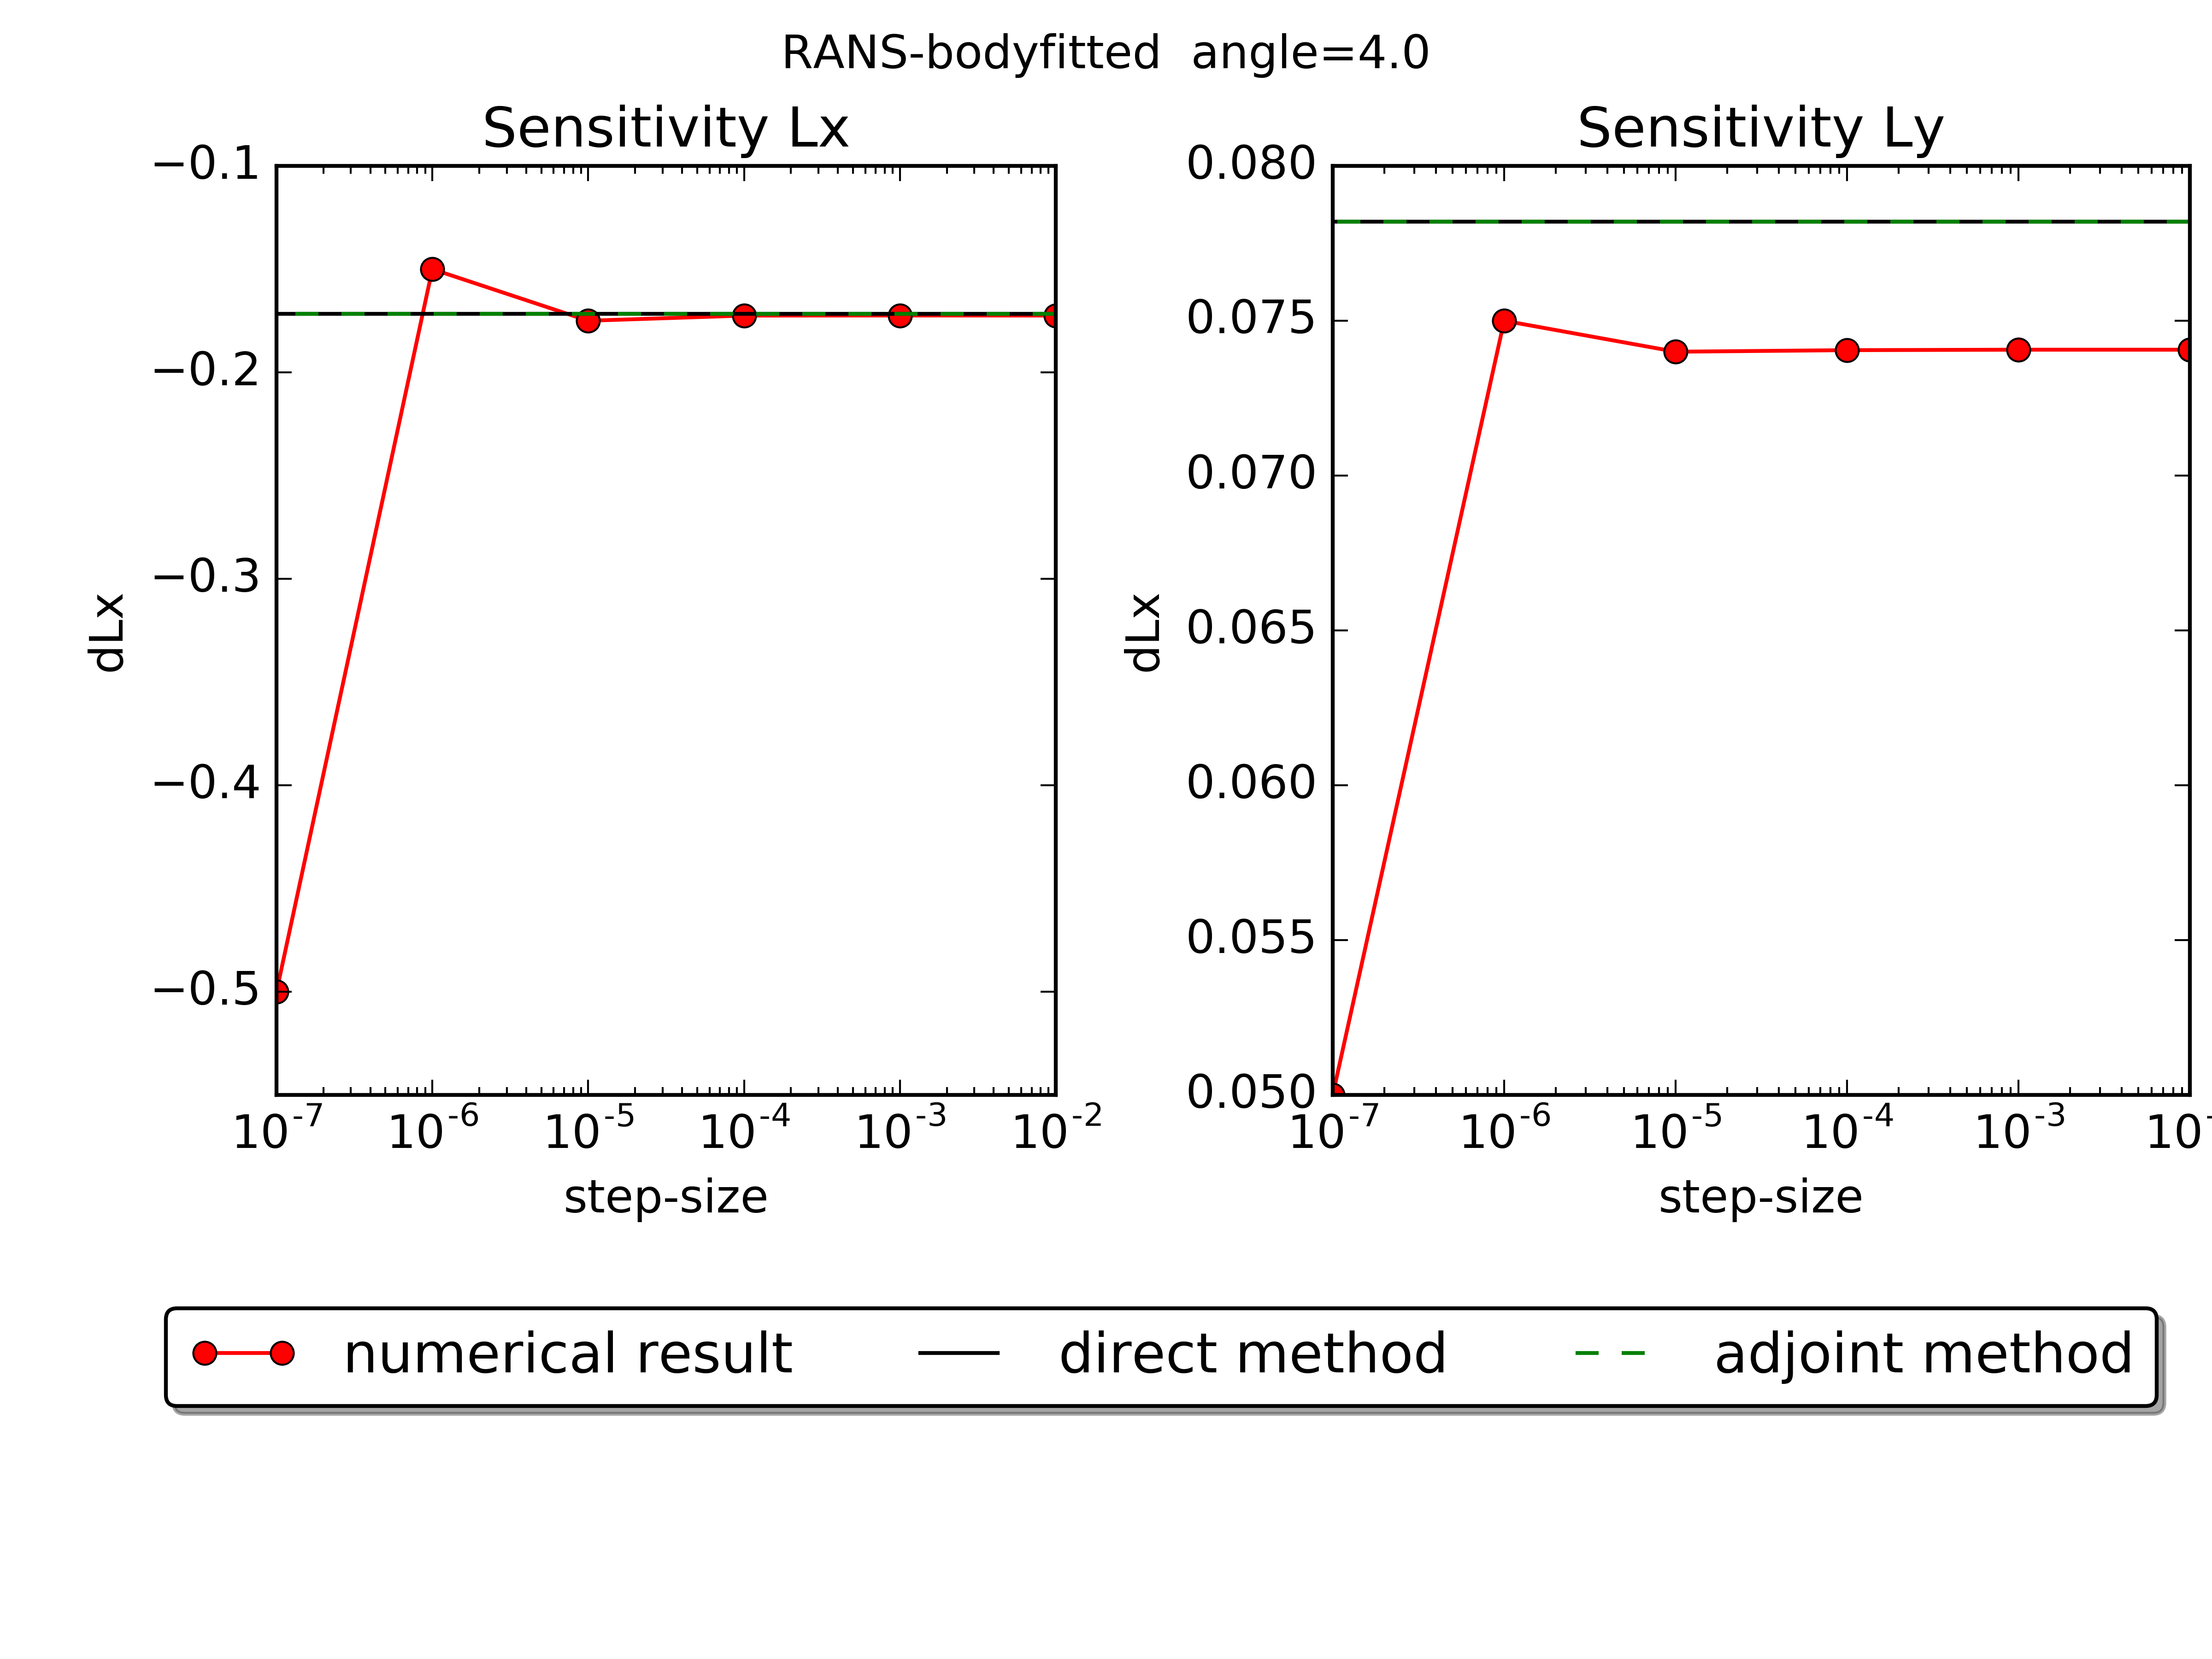 RANS-bodyfitted angle=4.0
Sensitivity Lx
−0.1
−0.2
−0.3
−0.4
−0.5
dLx
10-7 10-6 10-5 10-4 10-3 10-2
step-size
Sensitivity Ly
0.080
0.075
0.070
0.065
0.060
0.055
0.050
dLx
10-7 10-6 10-5 10-4 10-3 10-
step-size
numerical result direct method adjoint method